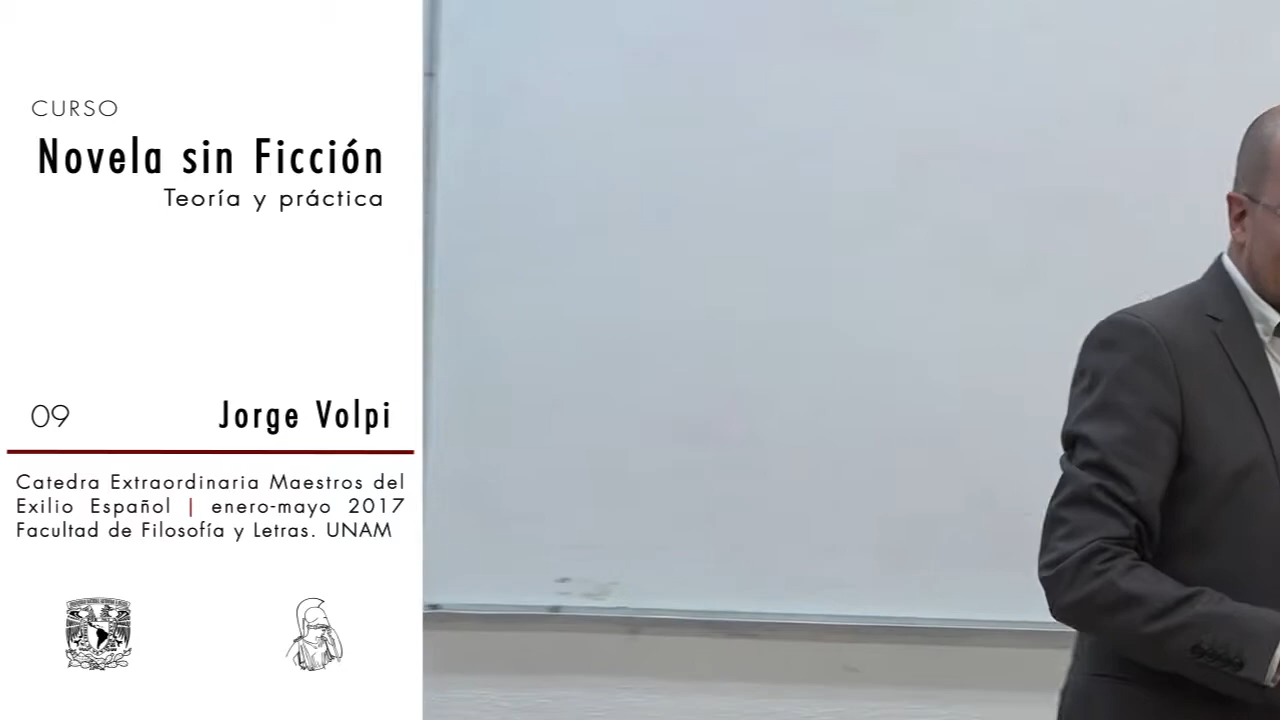 CURSO
Novela sin Ficción
Teoría y práctica
09 Jorge Volpi
Catedra Extraordinaria Maestros del
Exilio Español | enero-mayo 2017
Facultad de Filosofía y Letras. UNAM